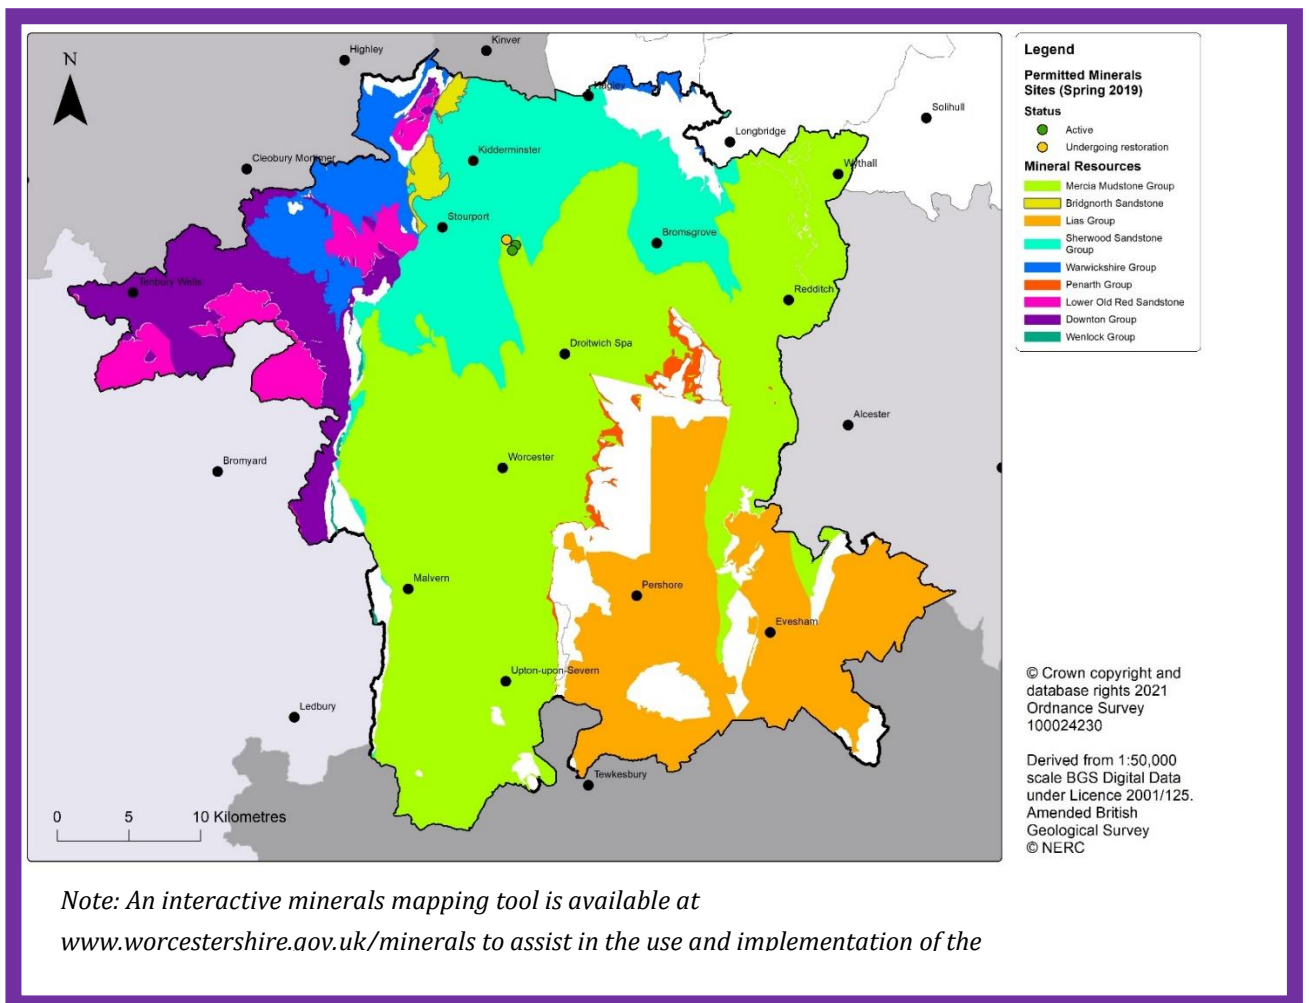 N
Highley
Kinver
Hagley
Solihull
Longbridge
Cleobury Mortimer
Kidderminster
Wythall
Stourport
Bromsgrove
Tenbury Wells
Redditch
Droitwich Spa
Alcester
Bromyard
Worcester
Malvern
Pershore
Evesham
Upton-upon-Severn
Ledbury
Tewkesbury
0 5 10 Kilometres
Legend
Permitted Minerals
Sites (Spring 2019)
Status
Active
Undergoing restoration
Mineral Resources
Mercia Mudstone Group
Bridgnorth Sandstone
Lias Group
Sherwood Sandstone
Group
Warwickshire Group
Penarth Group
Lower Old Red Sandstone
Downton Group
Wenlock Group
© Crown copyright and
database rights 2021
Ordnance Survey
100024230
Derived from 1:50,000
scale BGS Digital Data
under Licence 2001/125.
Amended British
Geological Survey
© NERC
Note: An interactive minerals mapping tool is available at
www.worcestershire.gov.uk/minerals to assist in the use and implementation of the